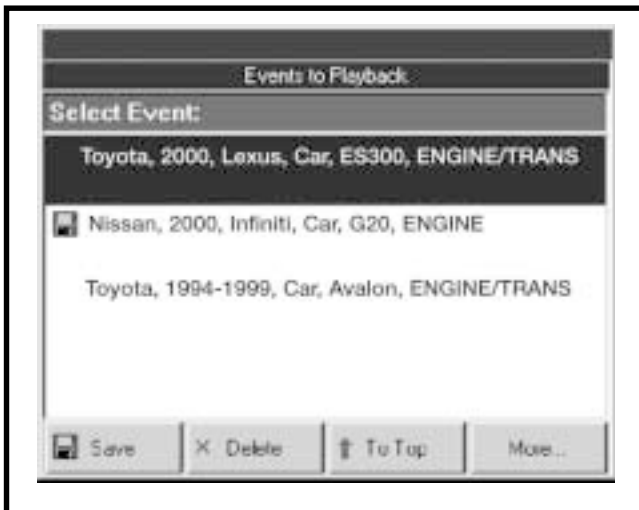 Events to Playback
Select Event:
Toyota, 2000, Lexus, Car, ES300, ENGINE/TRANS
Nissan, 2000, Infiniti, Car, G20, ENGINE
Toyota, 1994-1999, Car, Avalon, ENGINE/TRANS
Save
Delete
To Top
More...